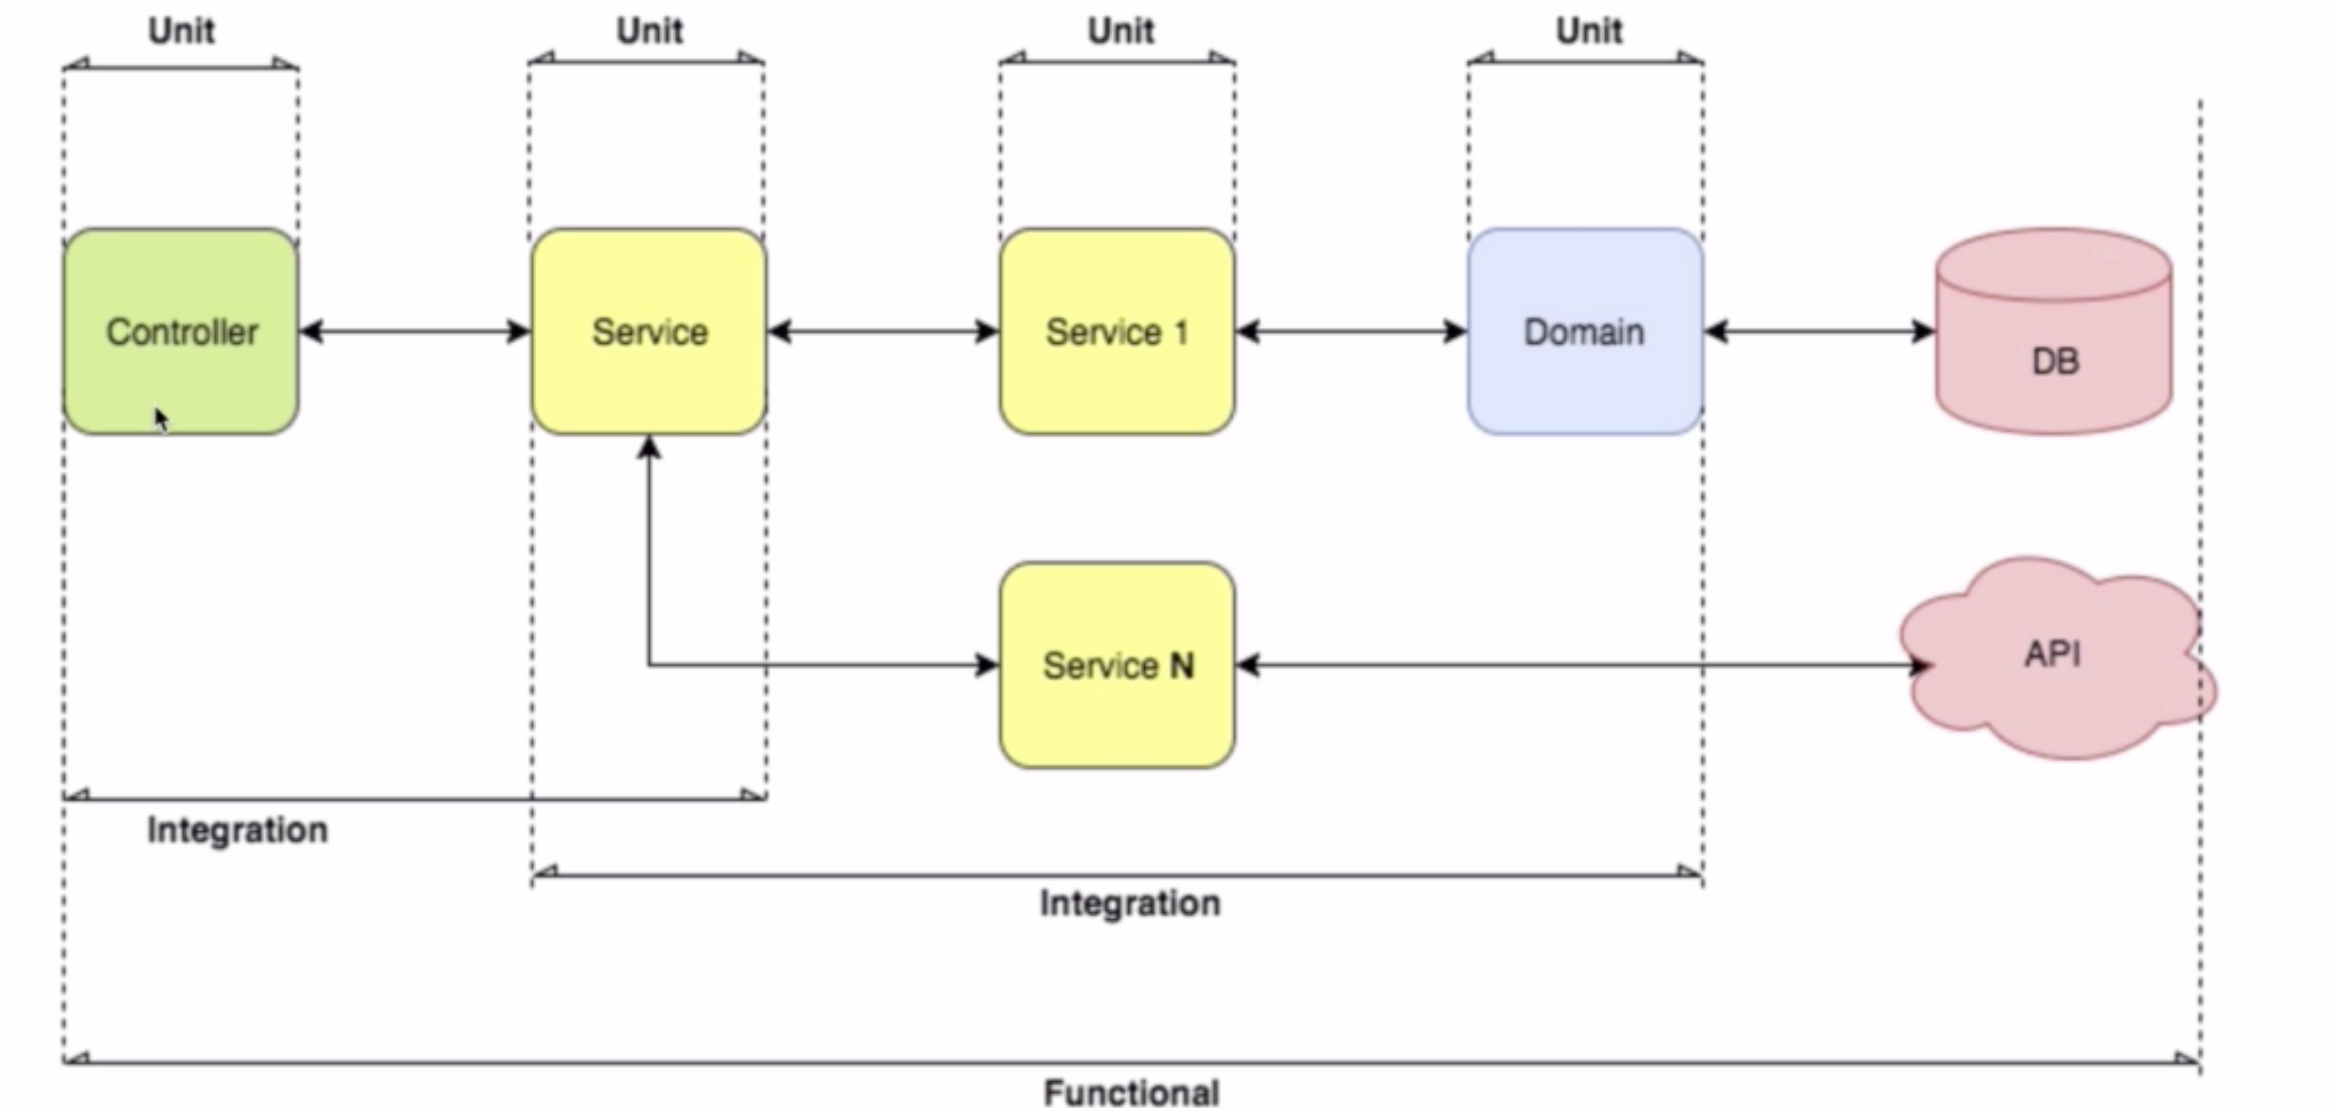 Unit
Unit
Unit
Unit
Controller
Service
Service 1
Domain
DB
Service N
API
Integration
Integration
Functional